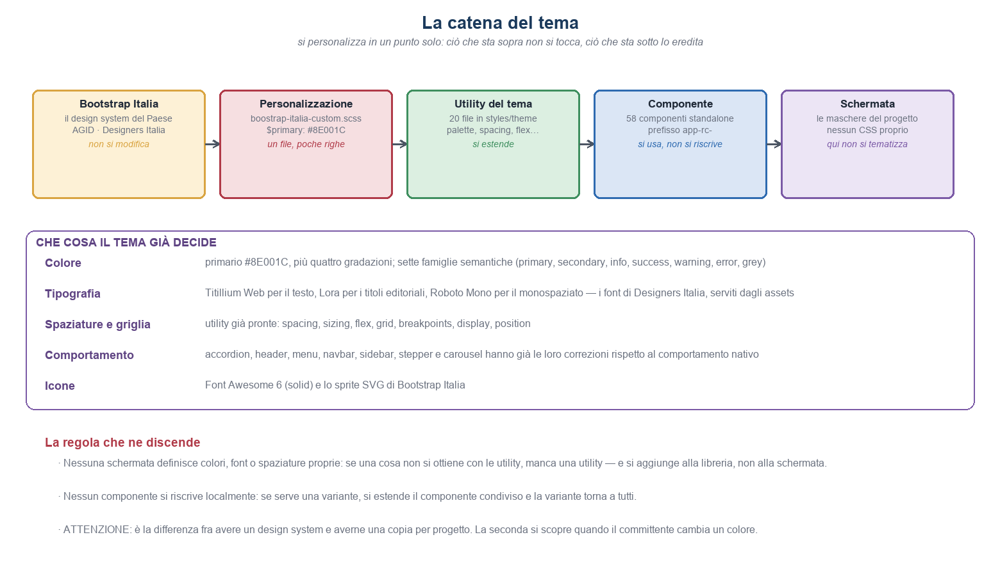 La catena del tema
si personalizza in un punto solo: ciò che sta sopra non si tocca, ciò che sta sotto lo eredita
Bootstrap Italia
il design system del Paese
AGID · Designers Italia
non si modifica
Personalizzazione
boostrap-italia-custom.scss
$primary: #8E001C
un file, poche righe
Utility del tema
20 file in styles/theme
palette, spacing, flex…
si estende
Componente
58 componenti standalone
prefisso app-rc-
si usa, non si riscrive
Schermata
le maschere del progetto
nessun CSS proprio
qui non si tematizza
CHE COSA IL TEMA GIÀ DECIDE
Colore
primario #8E001C, più quattro gradazioni; sette famiglie semantiche (primary, secondary, info, success, warning, error, grey)
Tipografia
Titillium Web per il testo, Lora per i titoli editoriali, Roboto Mono per il monospaziato — i font di Designers Italia, serviti dagli assets
Spaziature e griglia
utility già pronte: spacing, sizing, flex, grid, breakpoints, display, position
Comportamento
accordion, header, menu, navbar, sidebar, stepper e carousel hanno già le loro correzioni rispetto al comportamento nativo
Icone
Font Awesome 6 (solid) e lo sprite SVG di Bootstrap Italia
La regola che ne discende
· Nessuna schermata definisce colori, font o spaziature proprie: se una cosa non si ottiene con le utility, manca una utility — e si aggiunge alla libreria, non alla schermata.
· Nessun componente si riscrive localmente: se serve una variante, si estende il componente condiviso e la variante torna a tutti.
· ATTENZIONE: è la differenza fra avere un design system e averne una copia per progetto. La seconda si scopre quando il committente cambia un colore.